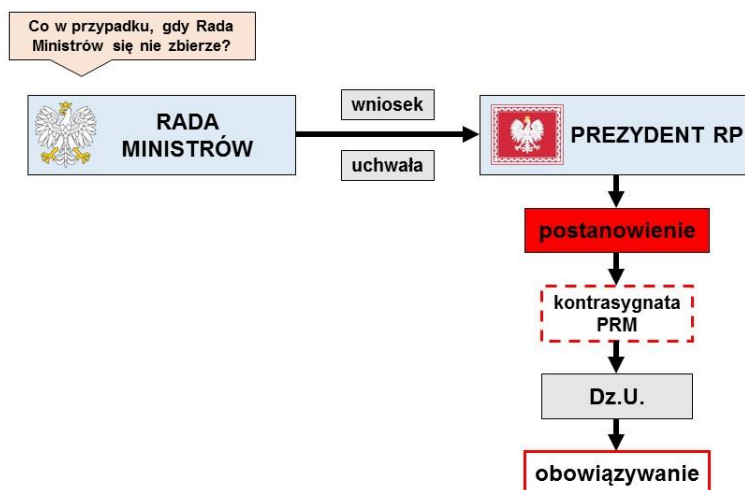 Co w przypadku, gdy Rada
Ministrów się nie zbierze?
RADA
MINISTRÓW
wniosek
uchwała
PREZYDENT RP
postanowienie
kontrasygnata
PRM
Dz.U.
obowiązywanie